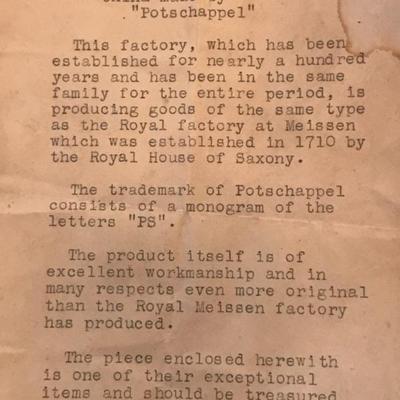 "Potschappel"
This factory, which has been
established for nearly a hundred
years and has been in the same
family for the entire period, is
producing goods of the same type
as the Royal factory at Meissen
which was established in 1710 by
the Royal House of Saxony.
The trademark of Potschappel
consists of a monogram of the
letters "PS".
The product itself is of
excellent workmanship and in
many respects even more original
than the Royal Meissen factory
has produced.
The piece enclosed herewith
is one of their exceptional
items and should be treasured